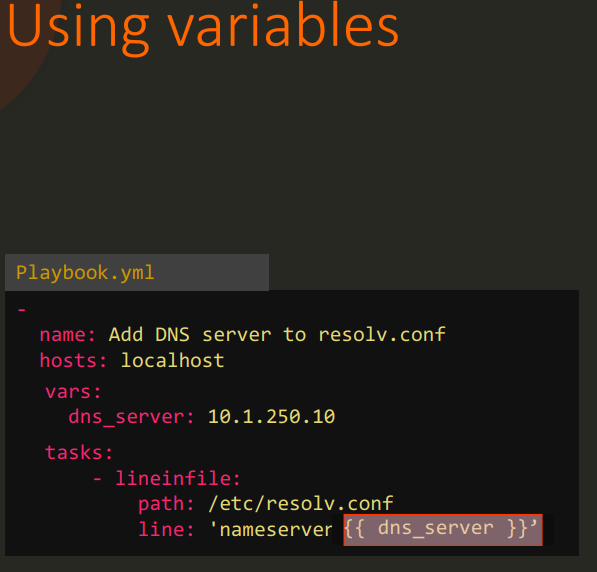 Using variables
Playbook.yml
-
name: Add DNS server to resolv.conf
hosts: localhost
vars:
dns_server: 10.1.250.10
tasks:
- lineinfile:
path: /etc/resolv.conf
line: 'nameserver {{ dns_server }}’